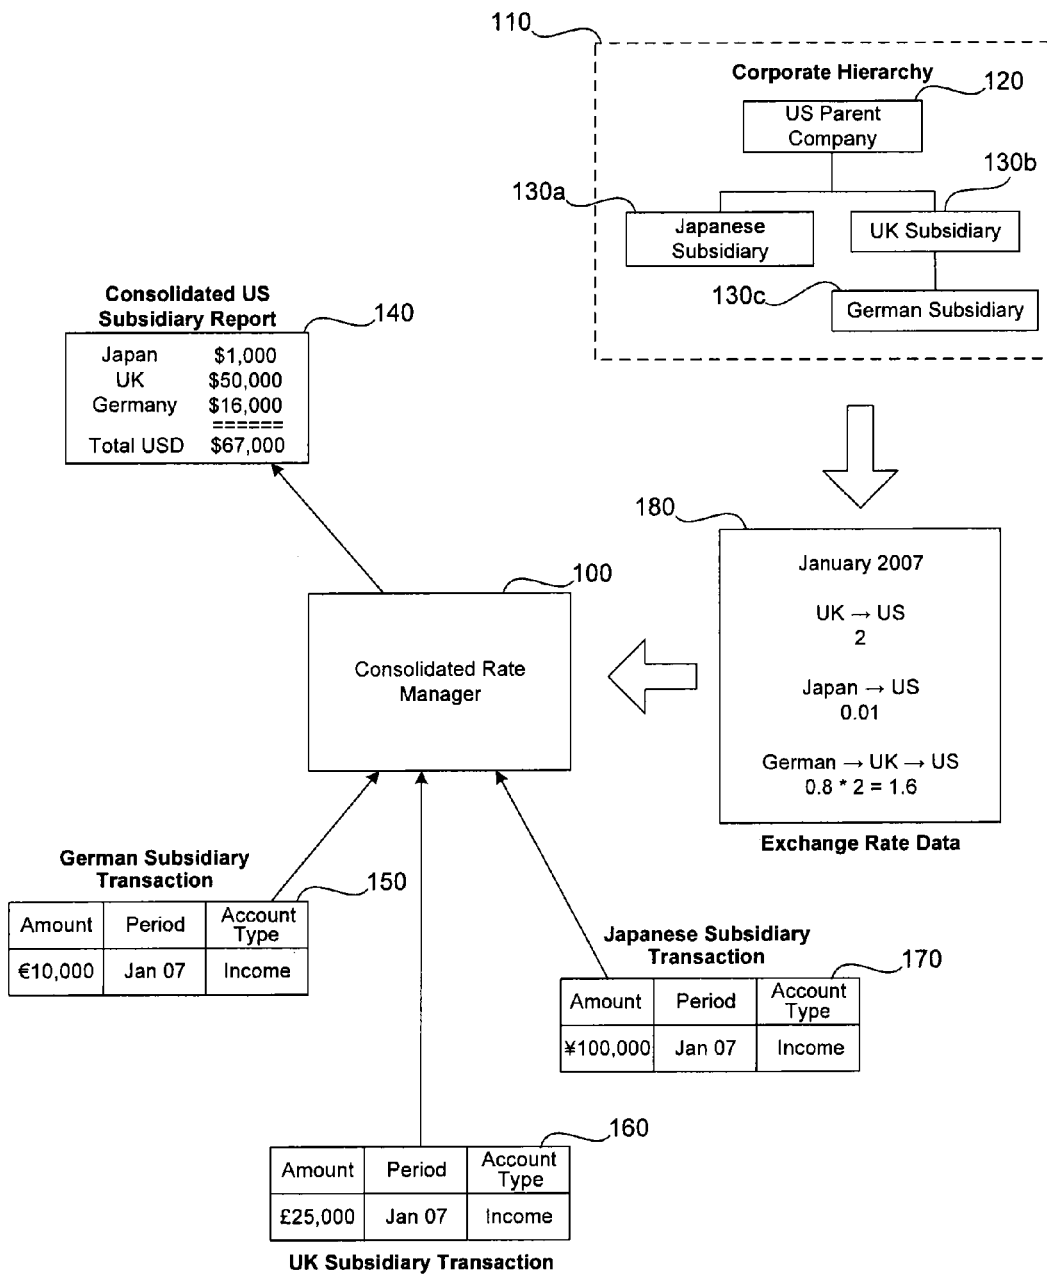 110
Corporate Hierarchy
120
US Parent
Company
130a
130b
Japanese
Subsidiary
UK Subsidiary
130c
German Subsidiary
Consolidated US
Subsidiary Report
140
Japan $1,000
UK $50,000
Germany $16,000
======
Total USD $67,000
180
January 2007
UK → US
2
Japan → US
0.01
German → UK → US
0.8 * 2 = 1.6
Exchange Rate Data
100
Consolidated Rate
Manager
German Subsidiary
Transaction
150
Amount Period Account
Type
€10,000 Jan 07 Income
Japanese Subsidiary
Transaction
170
Amount Period Account
Type
¥100,000 Jan 07 Income
160
Amount Period Account
Type
£25,000 Jan 07 Income
UK Subsidiary Transaction